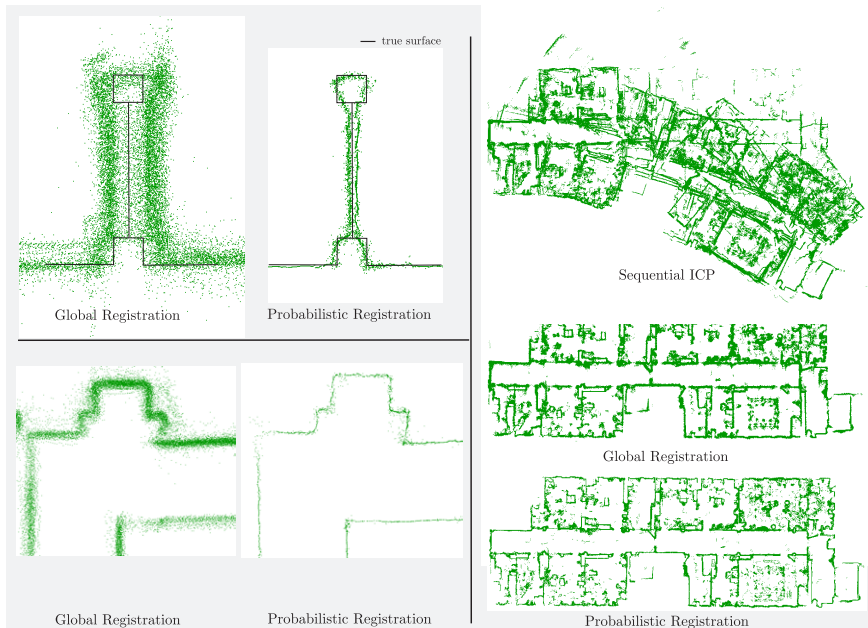 true surface
Global Registration
Probabilistic Registration
Global Registration
Probabilistic Registration
Sequential ICP
Global Registration
Probabilistic Registration